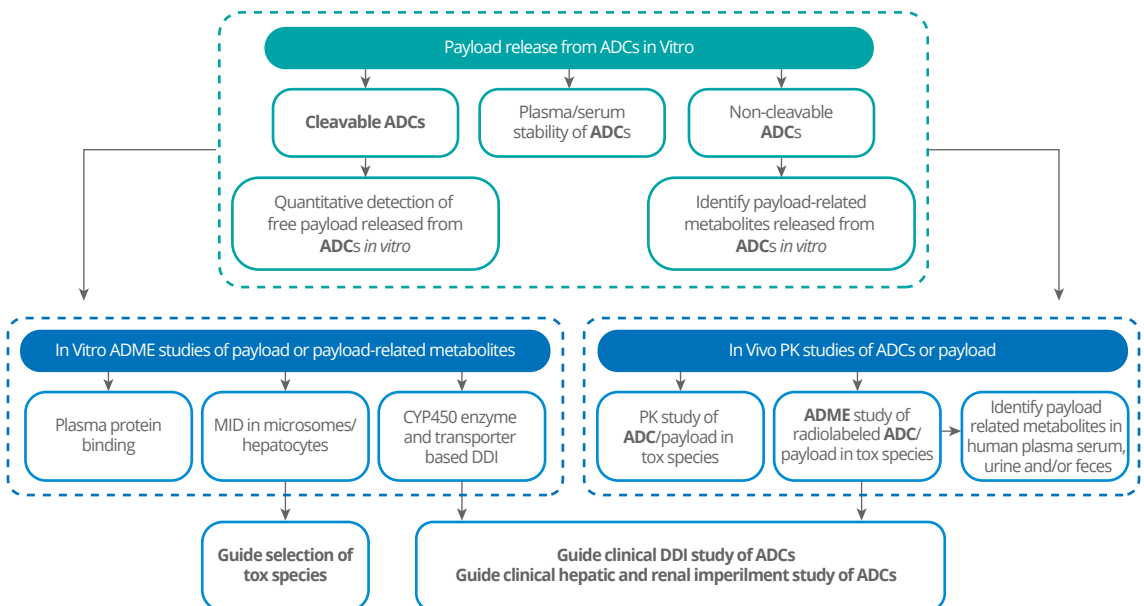 Payload release from ADCs in Vitro
Cleavable ADCs
Plasma/serum
stability of ADCs
Non-cleavable
ADCs
Quantitative detection of
free payload released from
ADCs in vitro
Identify payload-related
metabolites released from
ADCs in vitro
In Vitro ADME studies of payload or payload-related metabolites
Plasma protein
binding
MID in microsomes/
hepatocytes
CYP450 enzyme
and transporter
based DDI
In Vivo PK studies of ADCs or payload
PK study of
ADC/payload in
tox species
ADME study of
radiolabeled ADC/
payload in tox species
Identify payload
related metabolites in
human plasma serum,
urine and/or feces
Guide selection of
tox species
Guide clinical DDI study of ADCs
Guide clinical hepatic and renal imperilment study of ADCs